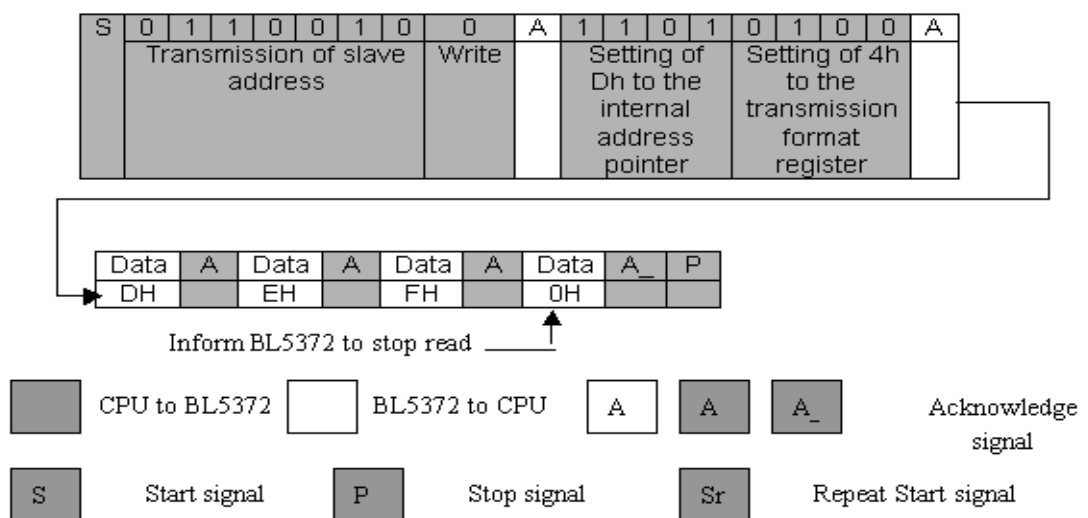 S 0 1 1 0 0 1 0 0 A 1 1 0 1 0 1 0 0 A
Transmission of slave address
Write
Setting of Dh to the internal address pointer
Setting of 4h to the transmission format register
Data A Data A Data A Data A_ P
DH EH FH 0H
Inform BL5372 to stop read
CPU to BL5372
BL5372 to CPU
A A A_
Acknowledge signal
S Start signal P Stop signal Sr Repeat Start signal